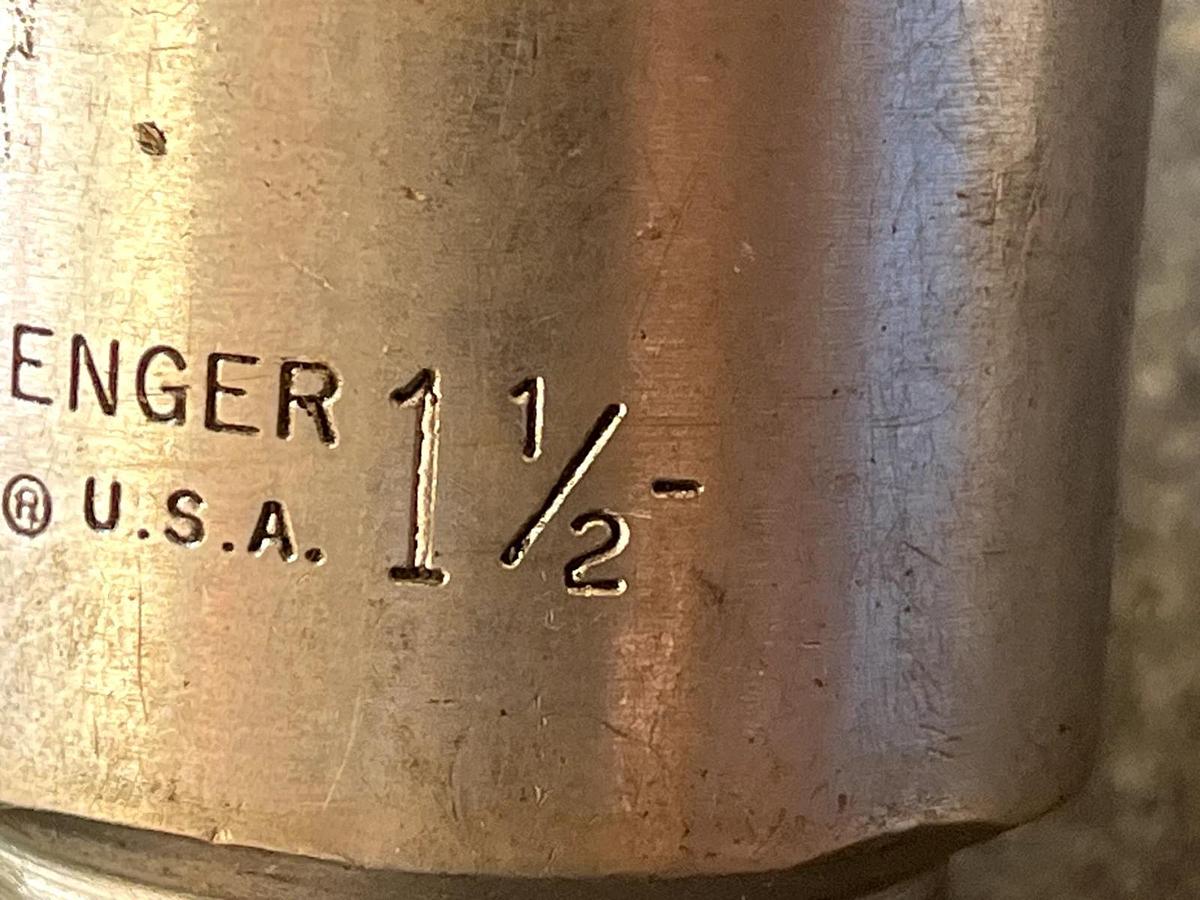 ENGER 1 1/2-
® U.S.A.